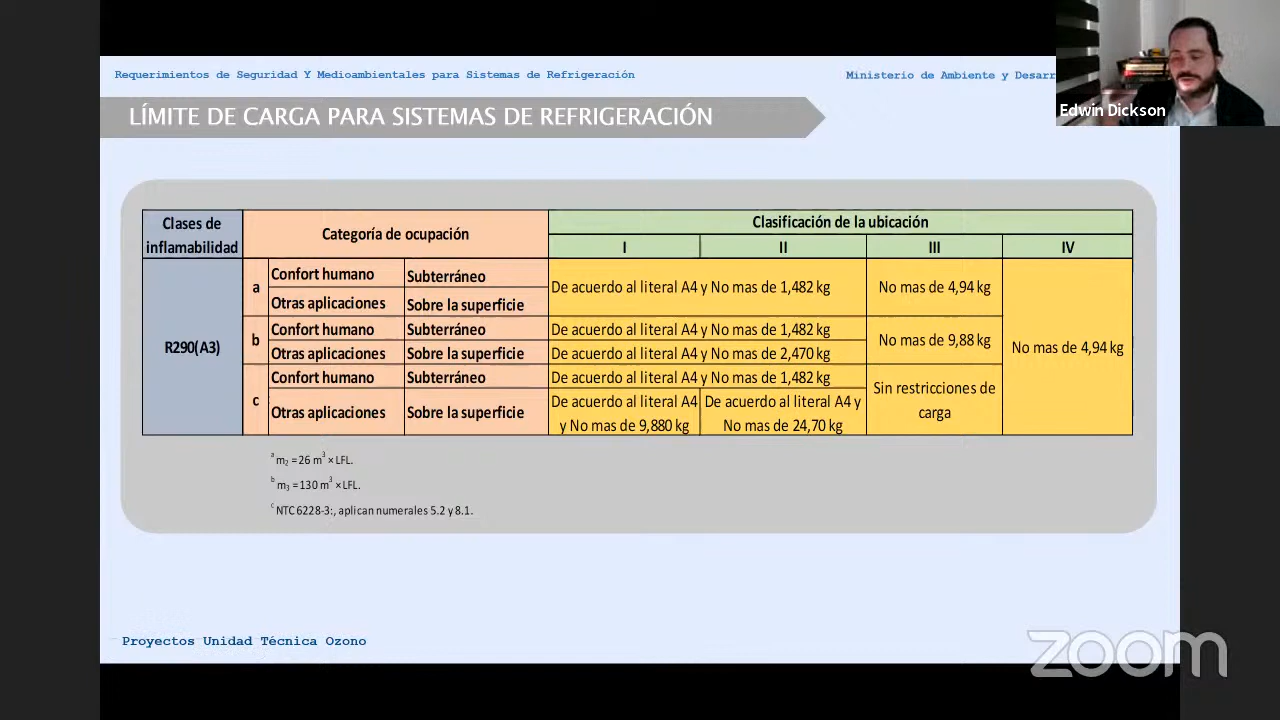 Requerimientos de Seguridad Y Medioambientales para Sistemas de Refrigeración
Ministerio de Ambiente y
Edwin Dickson
LÍMITE DE CARGA PARA SISTEMAS DE REFRIGERACIÓN
Clases de inflamabilidad
Categoría de ocupación
Clasificación de la ubicación
I
II
III
IV
R290(A3)
a
Confort humano
Subterráneo
De acuerdo al literal A4 y No mas de 1,482 kg
No mas de 4,94 kg
No mas de 4,94 kg
Otras aplicaciones
Sobre la superficie
b
Confort humano
Subterráneo
De acuerdo al literal A4 y No mas de 1,482 kg
No mas de 9,88 kg
Otras aplicaciones
Sobre la superficie
De acuerdo al literal A4 y No mas de 2,470 kg
c
Confort humano
Subterráneo
De acuerdo al literal A4 y No mas de 1,482 kg
Sin restricciones de
carga
Otras aplicaciones
Sobre la superficie
De acuerdo al literal A4
y No mas de 9,880 kg
De acuerdo al literal A4 y
No mas de 24,70 kg
a m2 = 26 m3 × LFL.
b m3 = 130 m3 × LFL.
c NTC 6228-3:, aplican numerales 5.2 y 8.1.
Proyectos Unidad Técnica Ozono
zoom